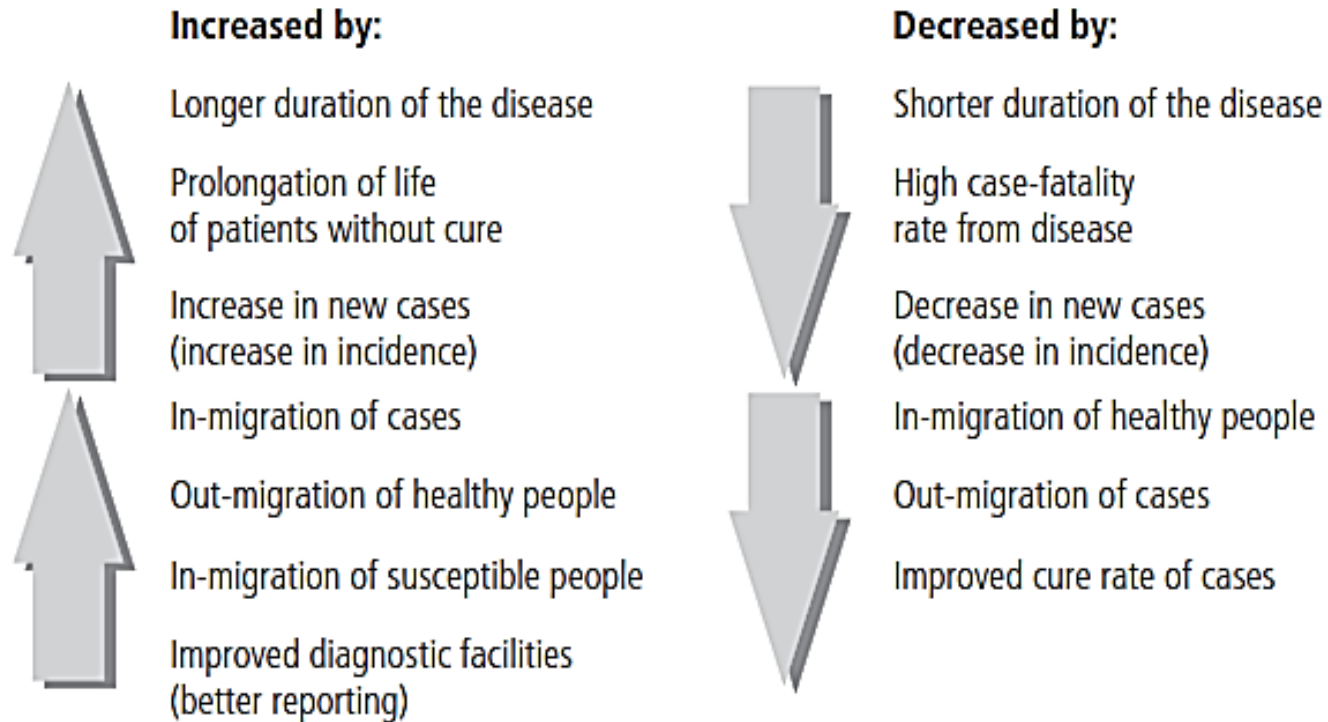 Increased by:
Longer duration of the disease
Prolongation of life
of patients without cure
Increase in new cases
(increase in incidence)
In-migration of cases
Out-migration of healthy people
In-migration of susceptible people
Improved diagnostic facilities
(better reporting)
Decreased by:
Shorter duration of the disease
High case-fatality
rate from disease
Decrease in new cases
(decrease in incidence)
In-migration of healthy people
Out-migration of cases
Improved cure rate of cases